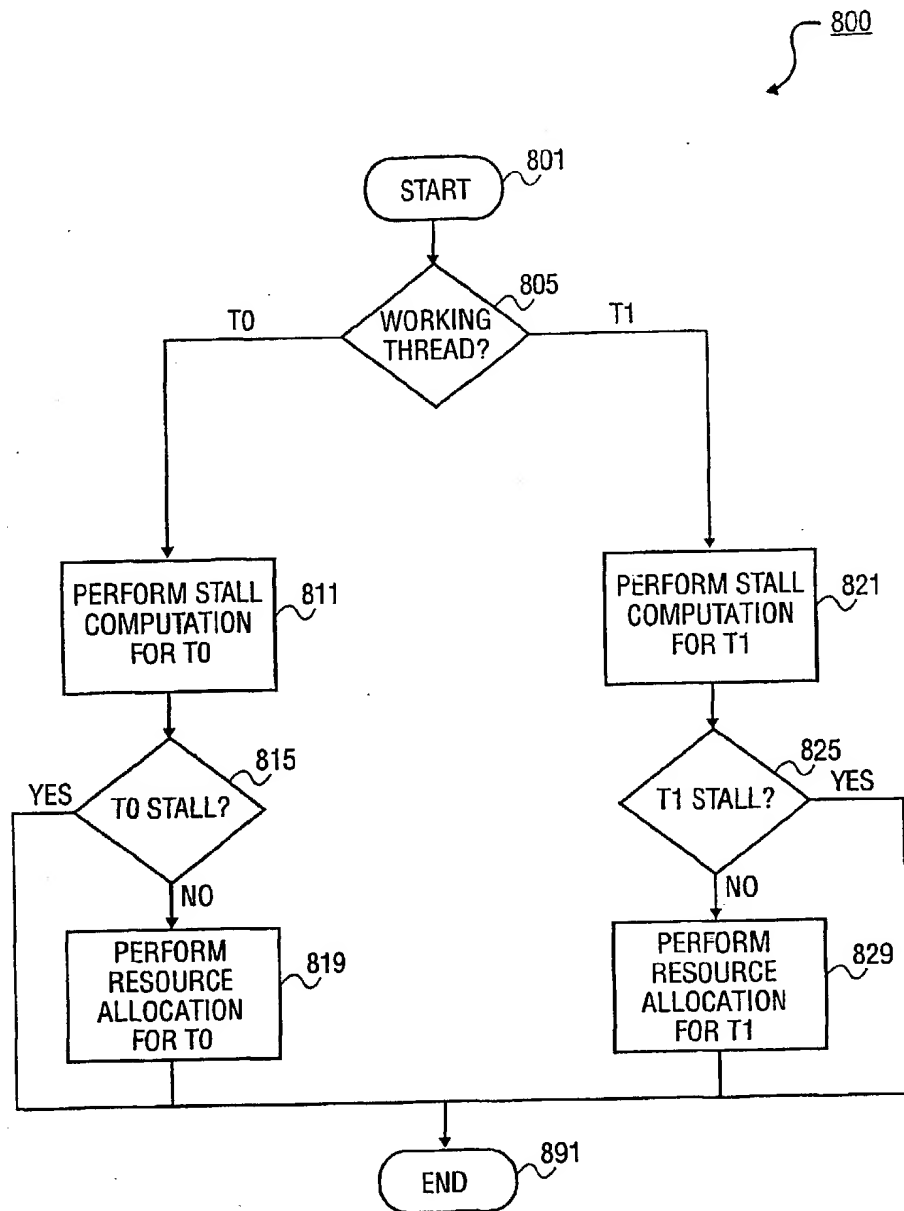 800
START
801
WORKING
THREAD?
805
T0
T1
PERFORM STALL
COMPUTATION
FOR T0
811
PERFORM STALL
COMPUTATION
FOR T1
821
T0 STALL?
815
YES
NO
T1 STALL?
825
YES
NO
PERFORM
RESOURCE
ALLOCATION
FOR T0
819
PERFORM
RESOURCE
ALLOCATION
FOR T1
829
END
891